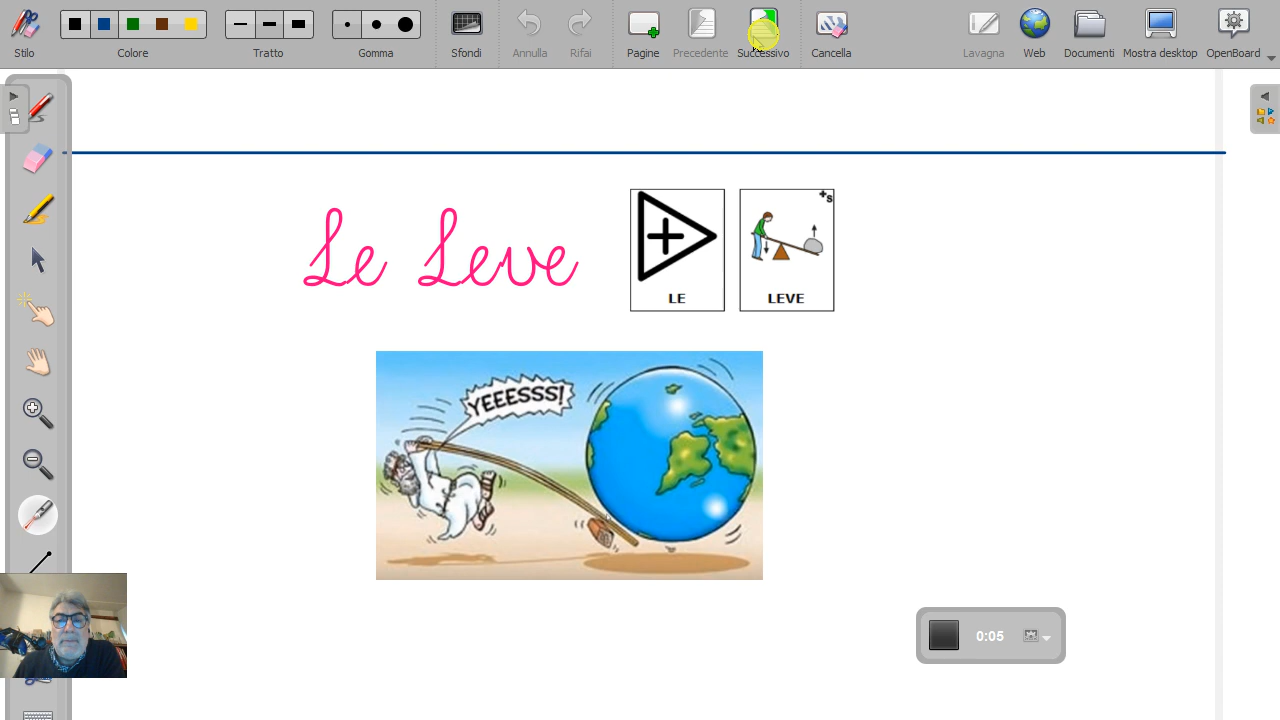 Stilo Colore Tratto Gomma Sfondi Annulla Rifai Pagine Precedente Successivo Cancella Lavagna Web Documenti Mostra desktop OpenBoard
Le Leve
+s
LE
LEVE
YEEESSS!
0:05